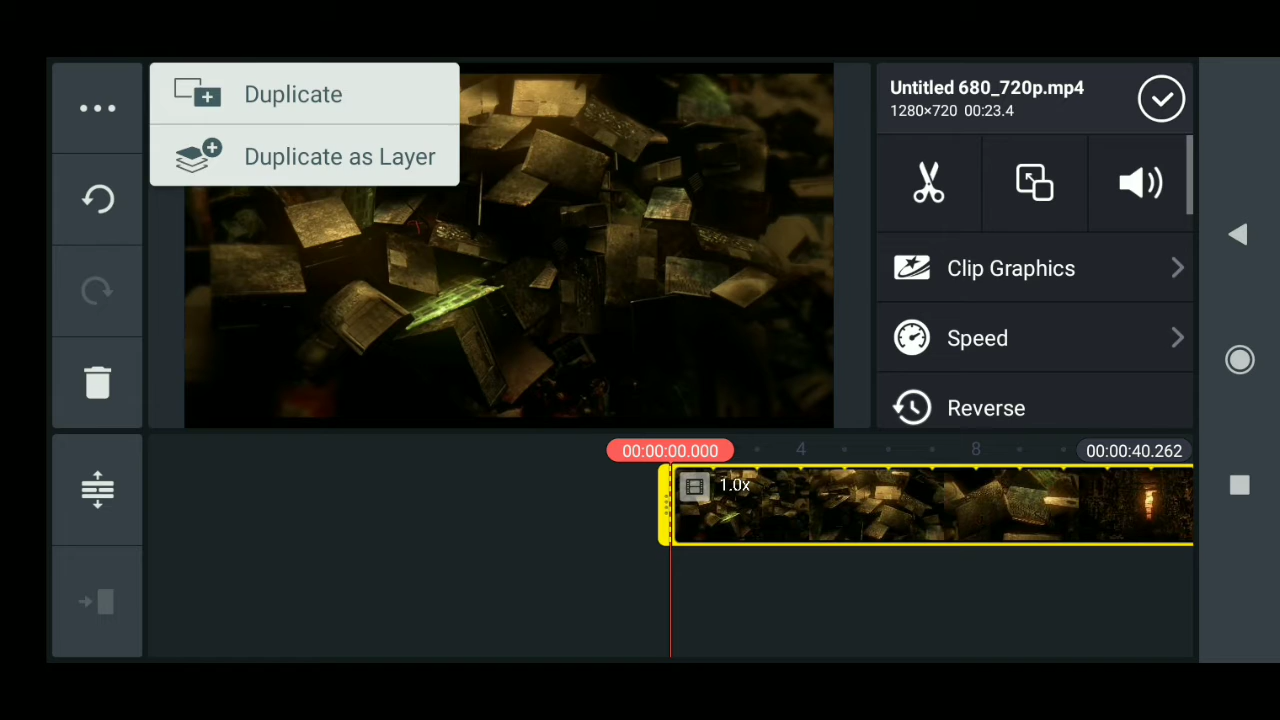 Duplicate
Duplicate as Layer
Untitled 680_720p.mp4
1280×720 00:23.4
Clip Graphics
Speed
Reverse
00:00:00.000
4
8
00:00:40.262
1.0x